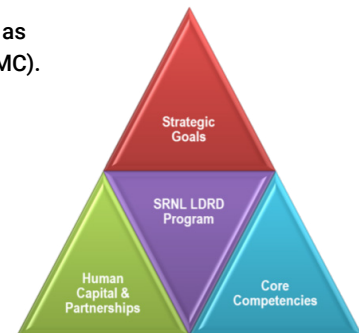 as
MC).
Strategic
Goals
SRNL LDRD
Program
Human
Capital &
Partnerships
Core
Competencies